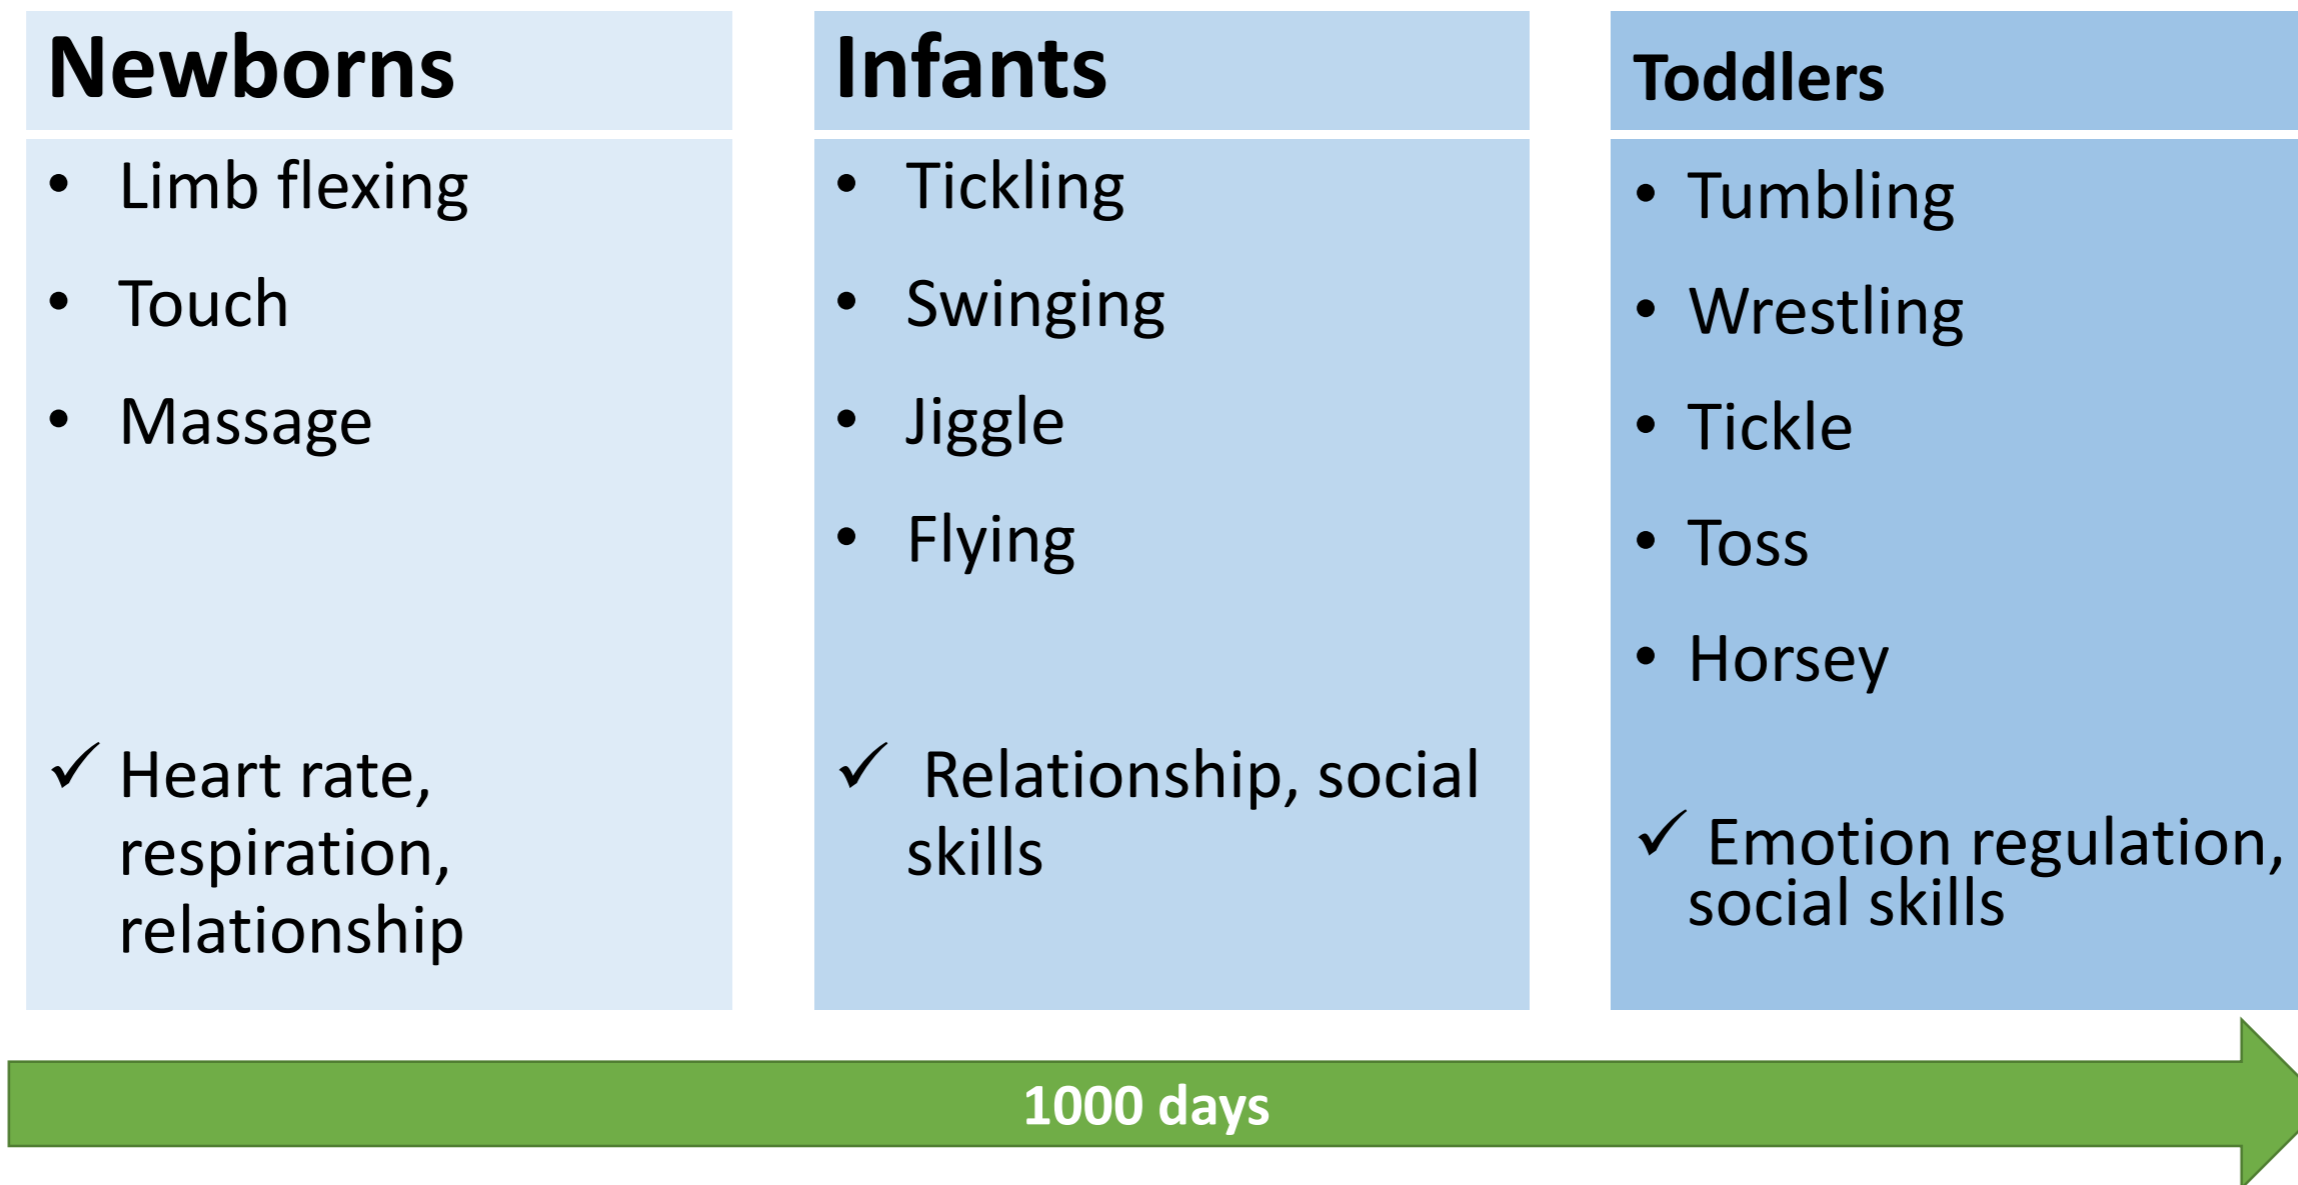 Newborns
• Limb flexing
• Touch
• Massage
✓ Heart rate,
respiration,
relationship
Infants
• Tickling
• Swinging
• Jiggle
• Flying
✓ Relationship, social
skills
Toddlers
• Tumbling
• Wrestling
• Tickle
• Toss
• Horsey
✓ Emotion regulation,
social skills
1000 days